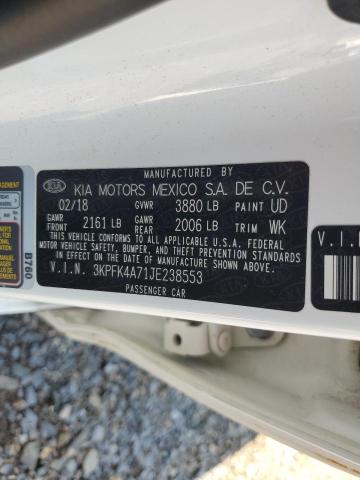 MANUFACTURED BY
KIA KIA MOTORS MEXICO S.A. DE C.V.
02/18 GVWR 3880 LB PAINT UD
GAWR FRONT 2161 LB GAWR REAR 2006 LB TRIM WK
THIS VEHICLE CONFORMS TO ALL APPLICABLE U.S.A. FEDERAL
MOTOR VEHICLE SAFETY, BUMPER, AND THEFT PREVENTION
STANDARDS IN EFFECT ON THE DATE OF MANUFACTURE SHOWN ABOVE.
V.I.N. 3KPFK4A71JE238553
PASSENGER CAR
B760
V.I.